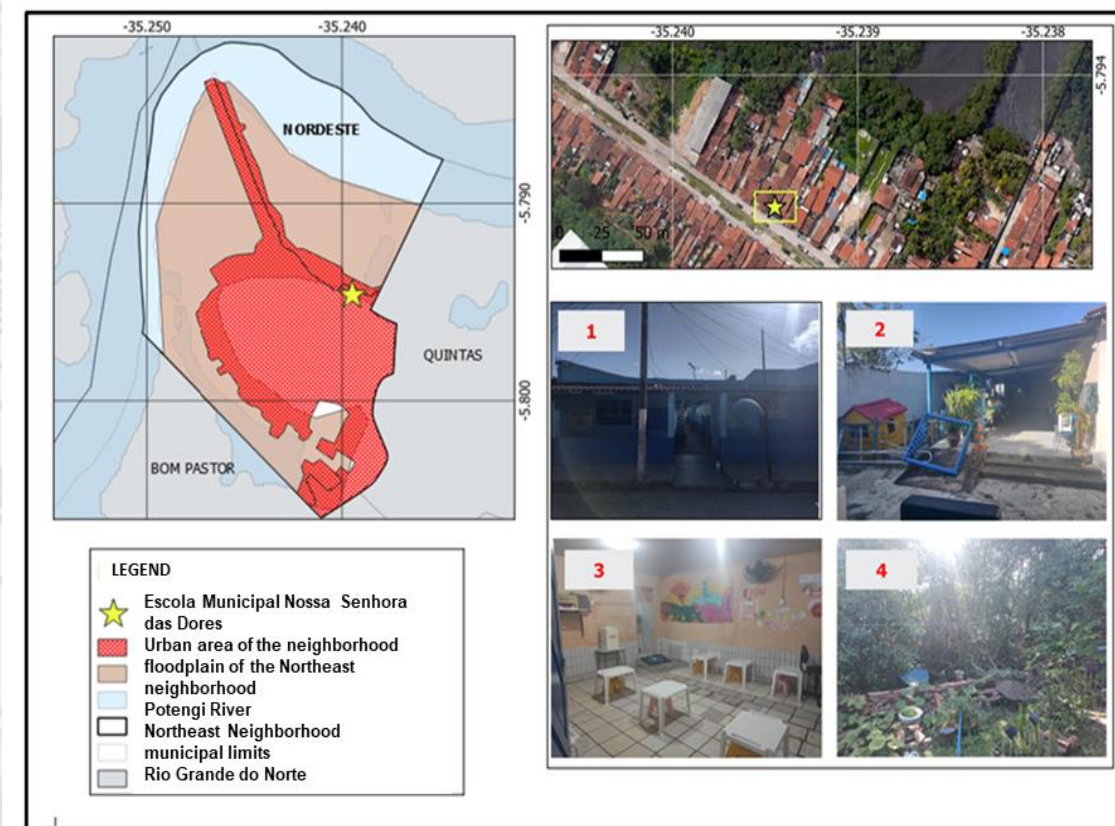 -35.250
-35.240
NORDESTE
-5.790
QUINTAS
-5.800
BOM PASTOR
LEGEND
Escola Municipal Nossa Senhora
das Dores
Urban area of the neighborhood
floodplain of the Northeast
neighborhood
Potengi River
Northeast Neighborhood
municipal limits
Rio Grande do Norte
-35.240
-35.239
-35.238
-5.794
0 25 50 m
1
2
3
4